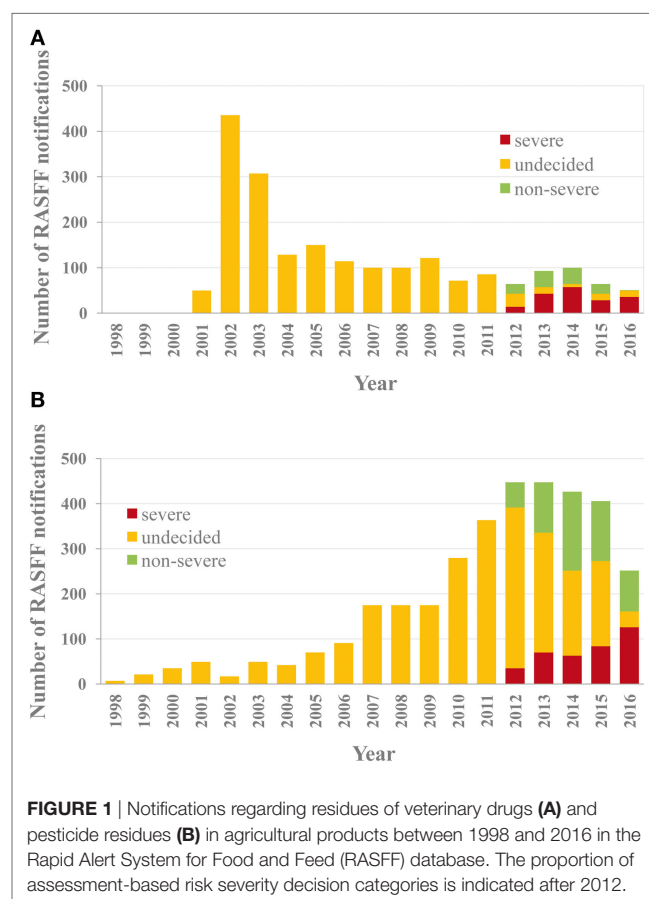 A
Number of RASFF notifications
500
400
300
200
100
0
severe
undecided
non-severe
1998 1999 2000 2001 2002 2003 2004 2005 2006 2007 2008 2009 2010 2011 2012 2013 2014 2015 2016
Year
B
Number of RASFF notifications
500
400
300
200
100
0
severe
undecided
non-severe
1998 1999 2000 2001 2002 2003 2004 2005 2006 2007 2008 2009 2010 2011 2012 2013 2014 2015 2016
Year
FIGURE 1 | Notifications regarding residues of veterinary drugs (A) and
pesticide residues (B) in agricultural products between 1998 and 2016 in the
Rapid Alert System for Food and Feed (RASFF) database. The proportion of
assessment-based risk severity decision categories is indicated after 2012.